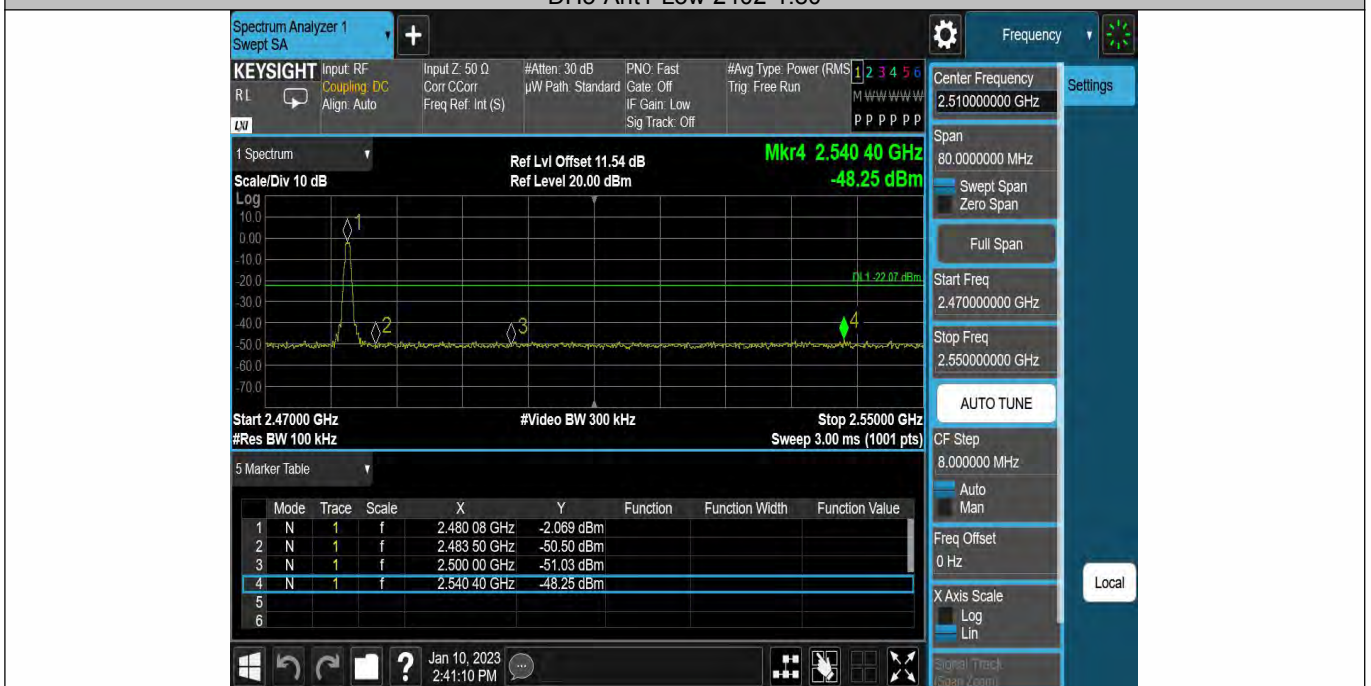 Spectrum Analyzer 1
Swept SA
+
Frequency
KEYSIGHT
RL
LXI
Input: RF
Coupling: DC
Align: Auto
Input Z: 50 Ω
Corr CCorr
Freq Ref: Int (S)
#Atten: 30 dB
µW Path: Standard
PNO: Fast
Gate: Off
IF Gain: Low
Sig Track: Off
#Avg Type: Power (RMS
Trig: Free Run
1 2 3 4 5 6
M W W W W W
P P P P P P
1 Spectrum
Scale/Div 10 dB
Ref Lvl Offset 11.54 dB
Ref Level 20.00 dBm
Mkr4 2.540 40 GHz
-48.25 dBm
Log
10.0
0.00
-10.0
-20.0
-30.0
-40.0
-50.0
-60.0
-70.0
1
2
3
4
DL1 -22.07 dBm
Start 2.47000 GHz
#Res BW 100 kHz
#Video BW 300 kHz
Stop 2.55000 GHz
Sweep 3.00 ms (1001 pts)
5 Marker Table
Mode Trace Scale X Y Function Function Width Function Value
1 N 1 f 2.480 08 GHz -2.069 dBm
2 N 1 f 2.483 50 GHz -50.50 dBm
3 N 1 f 2.500 00 GHz -51.03 dBm
4 N 1 f 2.540 40 GHz -48.25 dBm
5
6
?
Jan 10, 2023
2:41:10 PM
Center Frequency
2.510000000 GHz
Span
80.0000000 MHz
Swept Span
Zero Span
Full Span
Start Freq
2.470000000 GHz
Stop Freq
2.550000000 GHz
AUTO TUNE
CF Step
8.000000 MHz
Auto
Man
Freq Offset
0 Hz
X Axis Scale
Log
Lin
Signal Track
(Span Zoom)
Settings
Local